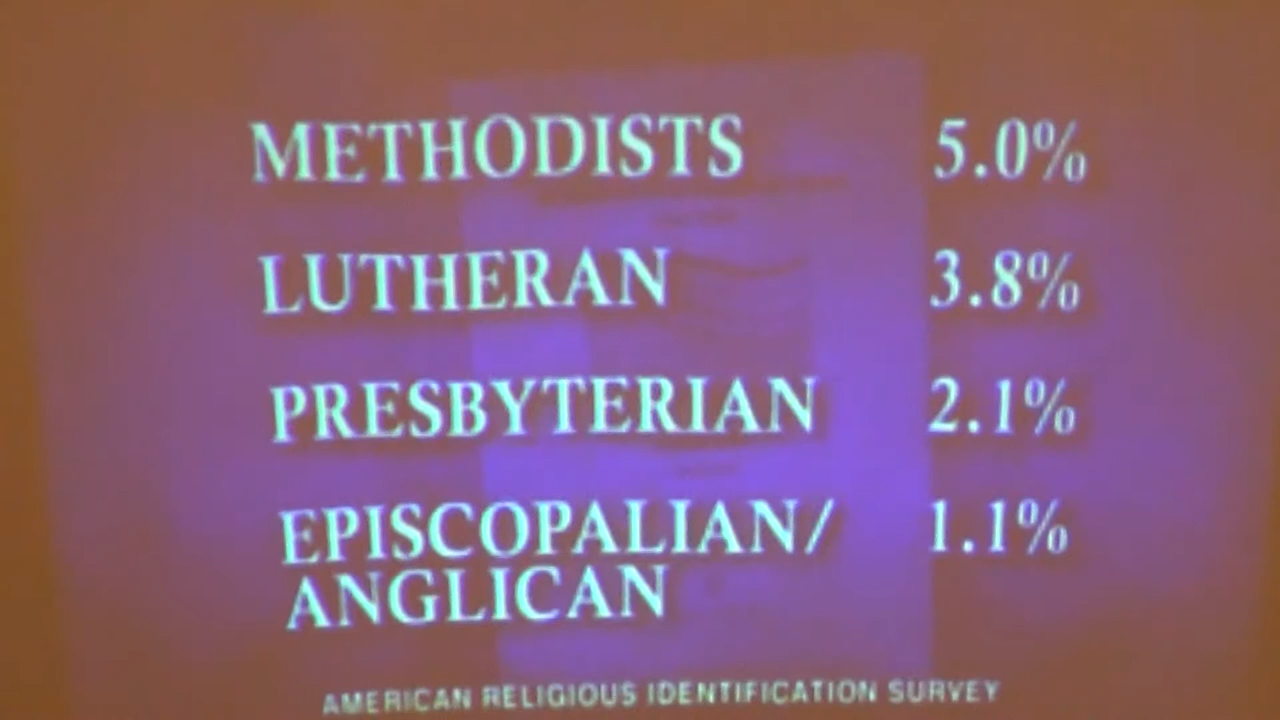 METHODISTS 5.0%
LUTHERAN 3.8%
PRESBYTERIAN 2.1%
EPISCOPALIAN/ 1.1%
ANGLICAN
AMERICAN RELIGIOUS IDENTIFICATION SURVEY